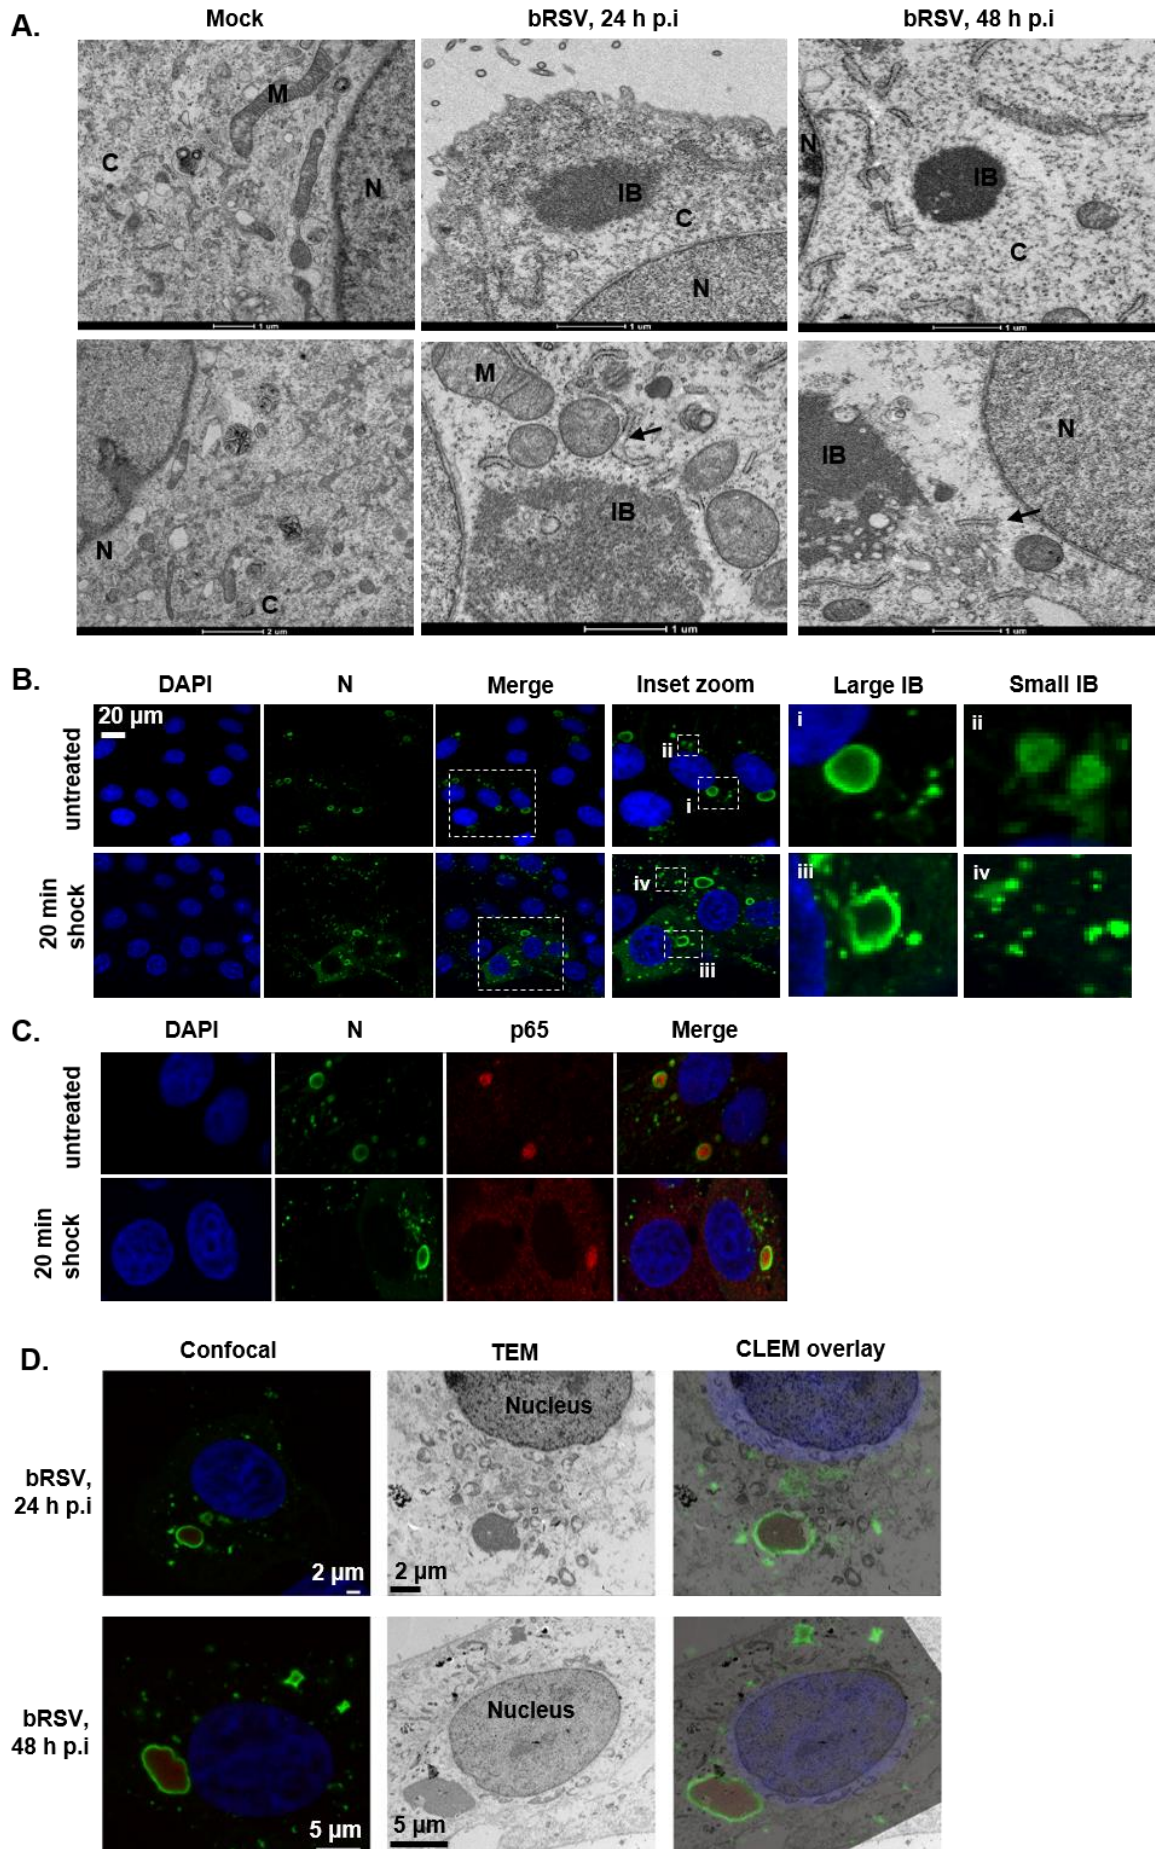 A.
Mock
bRSV, 24 h p.i
bRSV, 48 h p.i
M
C
N
1 um
IB
C
N
1 um
N
IB
C
1 um
N
C
2 um
M
IB
1 um
IB
N
1 um
B.
DAPI
N
Merge
Inset zoom
Large IB
Small IB
untreated
20 µm
ii
i
i
ii
20 min
shock
iv
iii
iii
iv
C.
DAPI
N
p65
Merge
untreated
20 min
shock
D.
Confocal
TEM
CLEM overlay
bRSV,
24 h p.i
2 µm
Nucleus
2 µm
bRSV,
48 h p.i
5 µm
Nucleus
5 µm